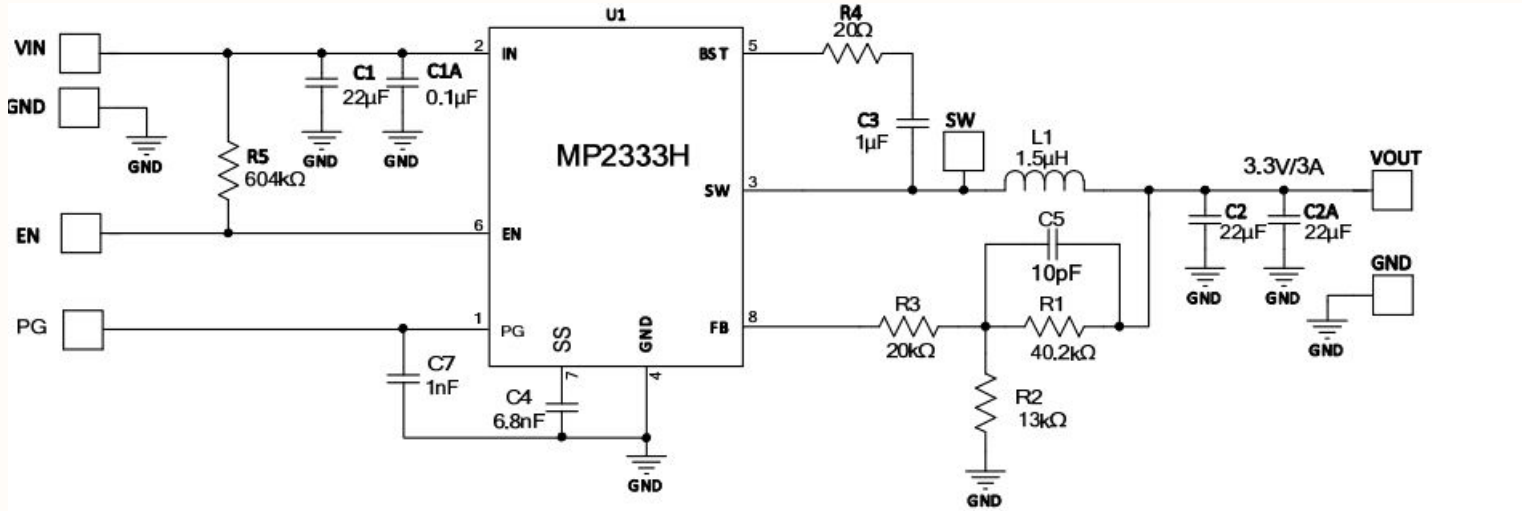 U1
R4
20Ω
VIN
2
IN
BST
5
C1
22µF
C1A
0.1µF
GND
GND
GND
GND
R5
604kΩ
MP2333H
C3
1µF
SW
L1
1.5µH
3.3V/3A
VOUT
SW
3
EN
6
EN
C5
10pF
C2
22µF
C2A
22µF
GND
GND
GND
GND
PG
1
PG
SS
GND
FB
8
R3
20kΩ
R1
40.2kΩ
C7
1nF
7
4
C4
6.8nF
R2
13kΩ
GND
GND